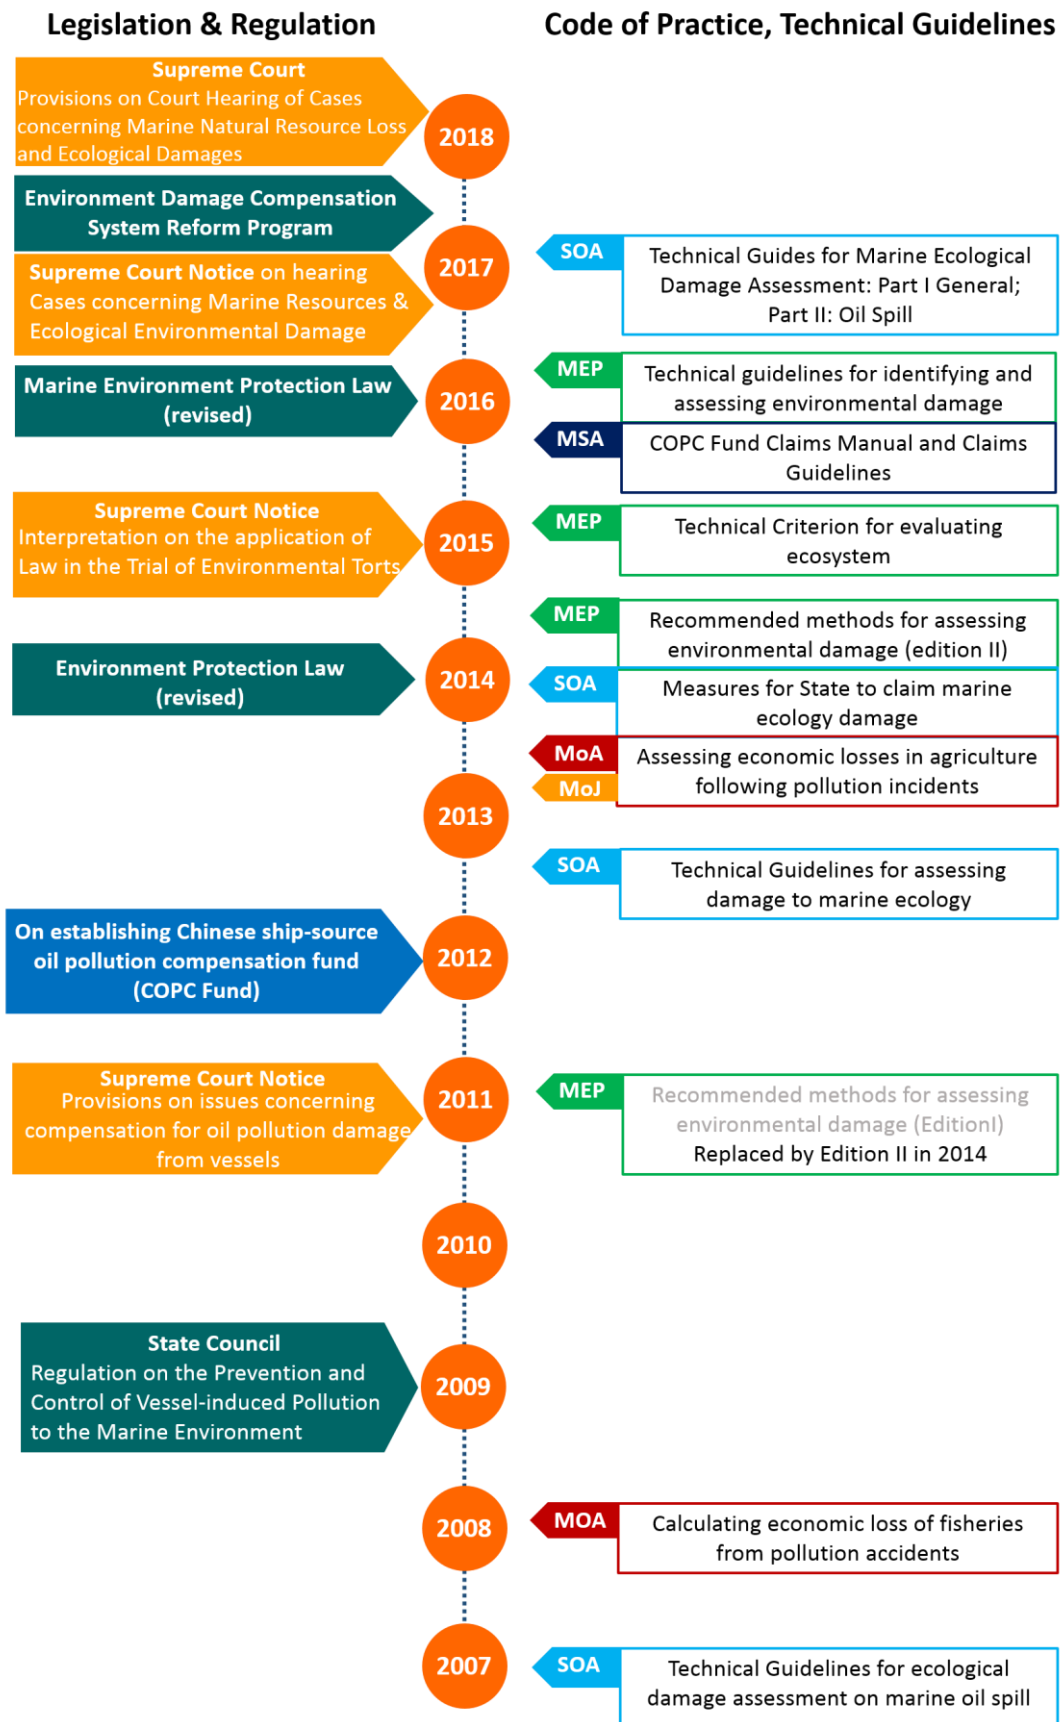 Legislation & Regulation
Code of Practice, Technical Guidelines
Supreme Court
Provisions on Court Hearing of Cases
concerning Marine Natural Resource Loss
and Ecological Damages
2018
Environment Damage Compensation
System Reform Program
2017
Supreme Court Notice on hearing
Cases concerning Marine Resources &
Ecological Environmental Damage
SOA
Technical Guides for Marine Ecological
Damage Assessment: Part I General;
Part II: Oil Spill
Marine Environment Protection Law
(revised)
2016
MEP
Technical guidelines for identifying and
assessing environmental damage
MSA
COPC Fund Claims Manual and Claims
Guidelines
Supreme Court Notice
Interpretation on the application of
Law in the Trial of Environmental Torts
2015
MEP
Technical Criterion for evaluating
ecosystem
MEP
Recommended methods for assessing
environmental damage (edition II)
Environment Protection Law
(revised)
2014
SOA
Measures for State to claim marine
ecology damage
MoA
MoJ
Assessing economic losses in agriculture
following pollution incidents
2013
SOA
Technical Guidelines for assessing
damage to marine ecology
On establishing Chinese ship-source
oil pollution compensation fund
(COPC Fund)
2012
Supreme Court Notice
Provisions on issues concerning
compensation for oil pollution damage
from vessels
2011
MEP
Recommended methods for assessing
environmental damage (EditionI)
Replaced by Edition II in 2014
2010
State Council
Regulation on the Prevention and
Control of Vessel-induced Pollution
to the Marine Environment
2009
2008
MOA
Calculating economic loss of fisheries
from pollution accidents
2007
SOA
Technical Guidelines for ecological
damage assessment on marine oil spill